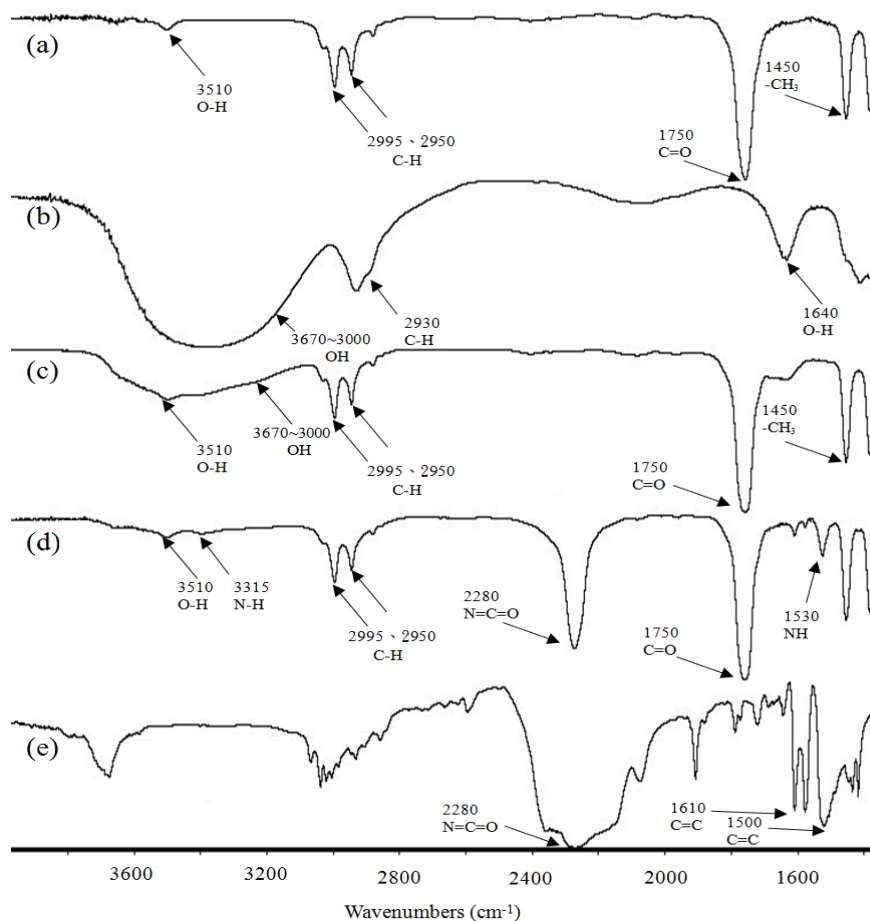 (a)
3510
O-H
2995、2950
C-H
1450
-CH₃
1750
C=O
(b)
3670~3000
OH
2930
C-H
1640
O-H
(c)
3510
O-H
3670~3000
OH
2995、2950
C-H
1450
-CH₃
1750
C=O
(d)
3510
O-H
3315
N-H
2995、2950
C-H
2280
N=C=O
1750
C=O
1530
NH
(e)
2280
N=C=O
1610
C=C
1500
C=C
3600 3200 2800 2400 2000 1600
Wavenumbers (cm⁻¹)